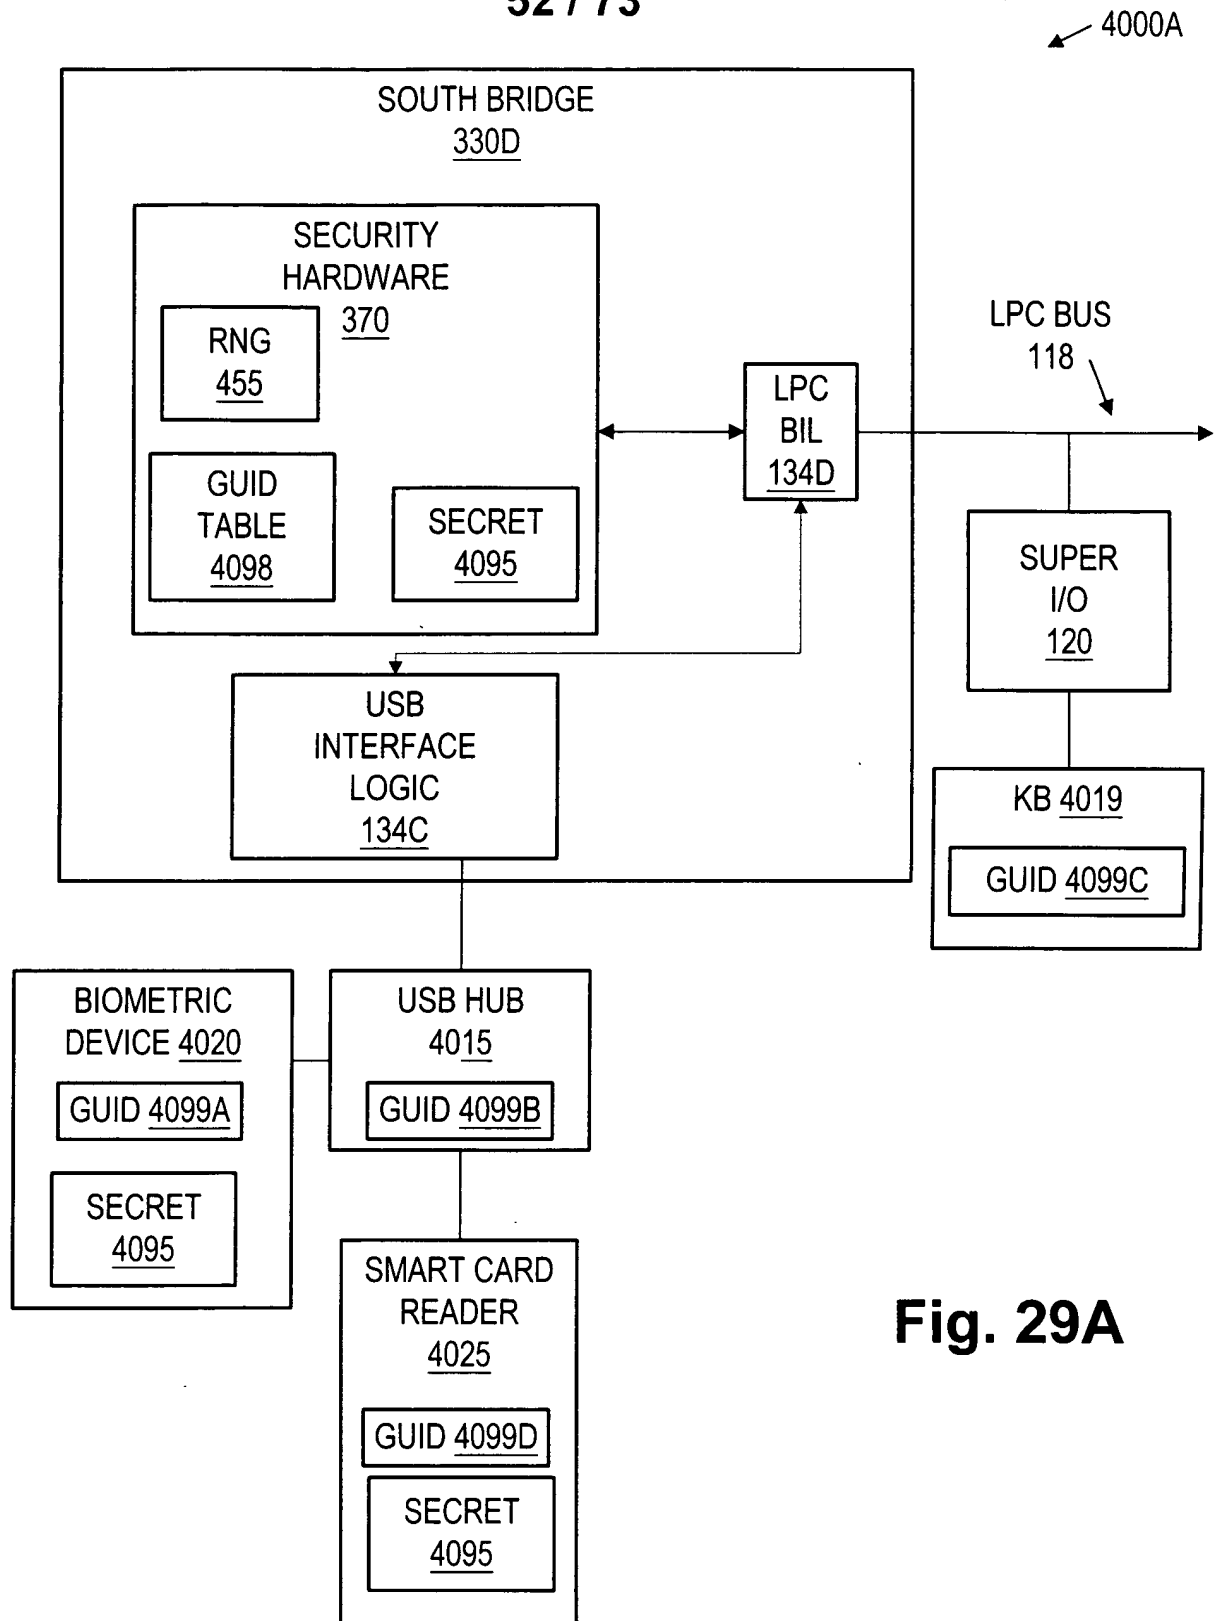 52 / 73
4000A
SOUTH BRIDGE
330D
SECURITY
HARDWARE
370
RNG
455
GUID
TABLE
4098
SECRET
4095
LPC
BIL
134D
LPC BUS
118
SUPER
I/O
120
USB
INTERFACE
LOGIC
134C
KB 4019
GUID 4099C
BIOMETRIC
DEVICE 4020
GUID 4099A
SECRET
4095
USB HUB
4015
GUID 4099B
SMART CARD
READER
4025
GUID 4099D
SECRET
4095
Fig. 29A